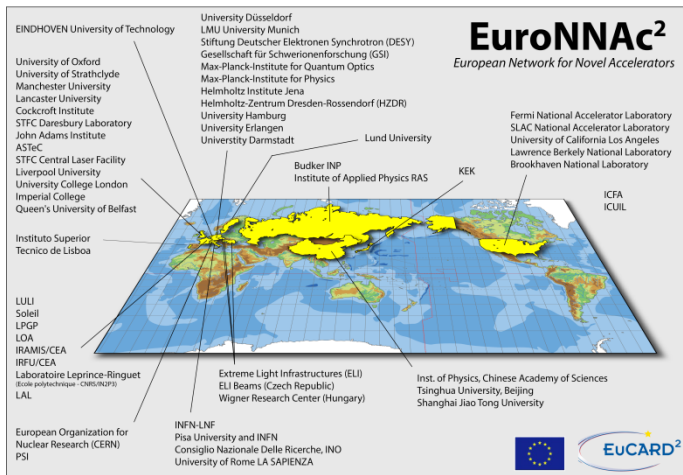 EuroNNAc²
European Network for Novel Accelerators
EINDHOVEN University of Technology
University of Oxford
University of Strathclyde
Manchester University
Lancaster University
Cockcroft Institute
STFC Daresbury Laboratory
John Adams Institute
ASTeC
STFC Central Laser Facility
Liverpool University
University College London
Imperial College
Queen's University of Belfast
Instituto Superior
Tecnico de Lisboa
LULI
Soleil
LPGP
LOA
IRAMIS/CEA
IRFU/CEA
Laboratoire Leprince-Ringuet
(Ecole polytechnique - CNRS/IN2P3)
LAL
European Organization for
Nuclear Research (CERN)
PSI
University Düsseldorf
LMU University Munich
Stiftung Deutscher Elektronen Synchrotron (DESY)
Gesellschaft für Schwerionenforschung (GSI)
Max-Planck-Institute for Quantum Optics
Max-Planck-Institute for Physics
Helmholtz Institute Jena
Helmholtz-Zentrum Dresden-Rossendorf (HZDR)
University Hamburg
University Erlangen
Universtity Darmstadt
Lund University
Budker INP
Institute of Applied Physics RAS
KEK
Fermi National Accelerator Laboratory
SLAC National Accelerator Laboratory
University of California Los Angeles
Lawrence Berkely National Laboratory
Brookhaven National Laboratory
ICFA
ICUIL
Extreme Light Infrastructures (ELI)
ELI Beams (Czech Republic)
Wigner Research Center (Hungary)
INFN-LNF
Pisa University and INFN
Consiglio Nazionale Delle Ricerche, INO
University of Rome LA SAPIENZA
Inst. of Physics, Chinese Academy of Sciences
Tsinghua University, Beijing
Shanghai Jiao Tong University
EuCARD²